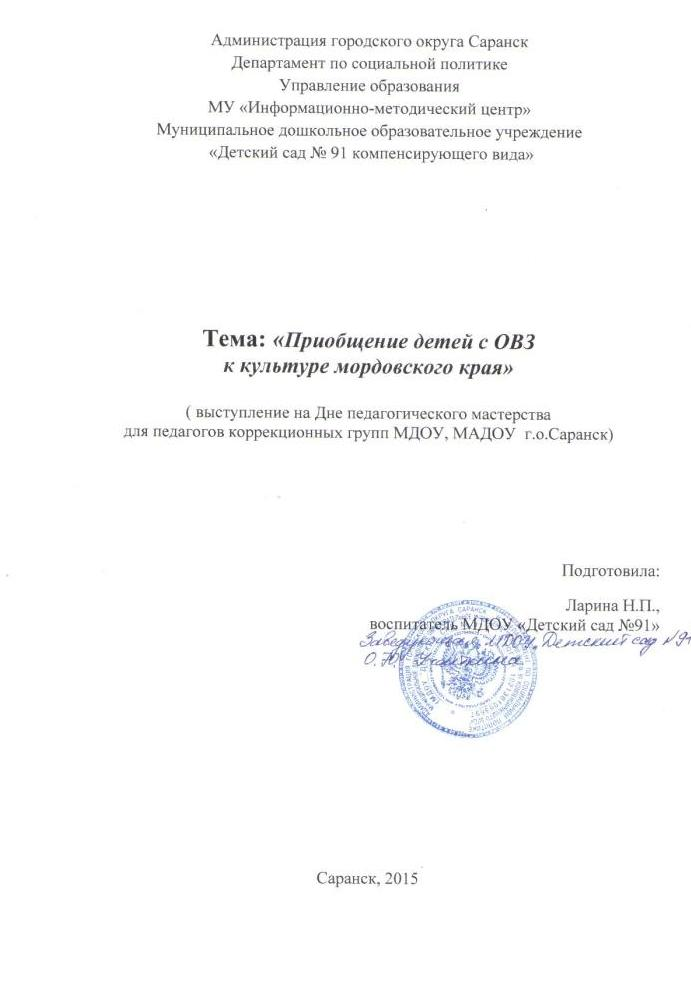 Администрация городского округа Саранск
Департамент по социальной политике
Управление образования
МУ «Информационно-методический центр»
Муниципальное дошкольное образовательное учреждение
«Детский сад № 91 компенсирующего вида»
Тема: «Приобщение детей с ОВЗ
к культуре мордовского края»
( выступление на Дне педагогического мастерства
для педагогов коррекционных групп МДОУ, МАДОУ г.о.Саранск)
Подготовила:
Ларина Н.П.,
воспитатель МДОУ «Детский сад №91»
Заведующая МДОУ „Детский сад №91
Саранск, 2015